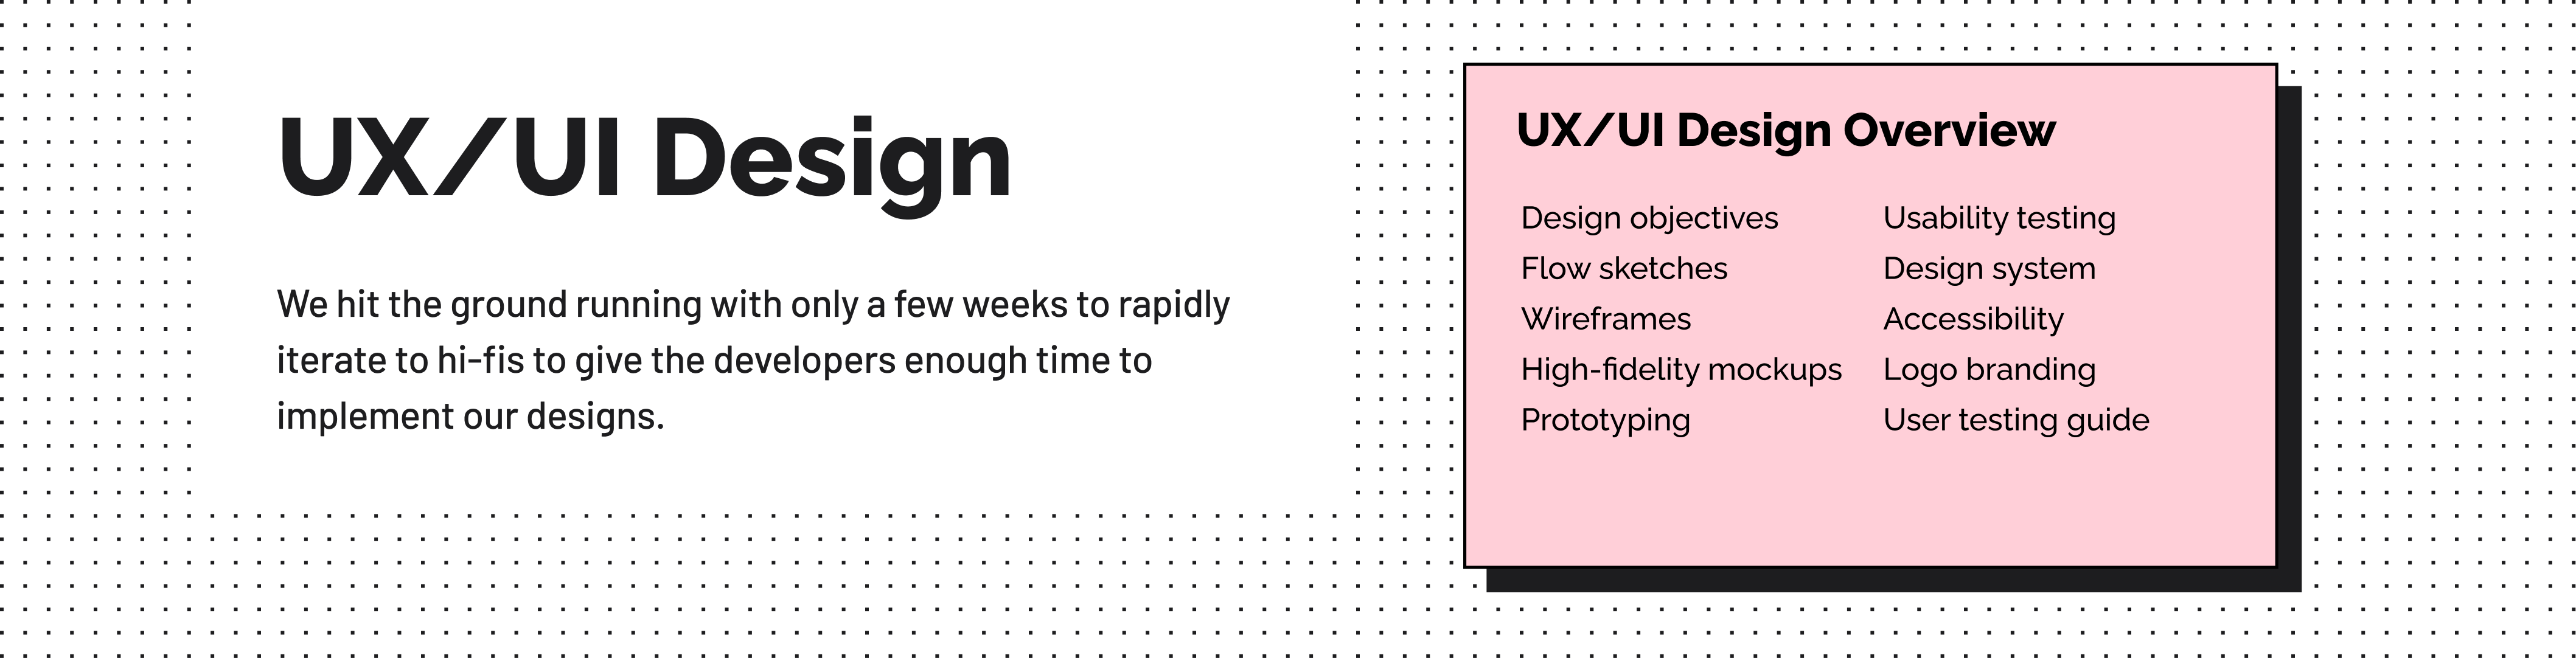 UX/UI Design
We hit the ground running with only a few weeks to rapidly
iterate to hi-fis to give the developers enough time to
implement our designs.
UX/UI Design Overview
Design objectives
Flow sketches
Wireframes
High-fidelity mockups
Prototyping
Usability testing
Design system
Accessibility
Logo branding
User testing guide